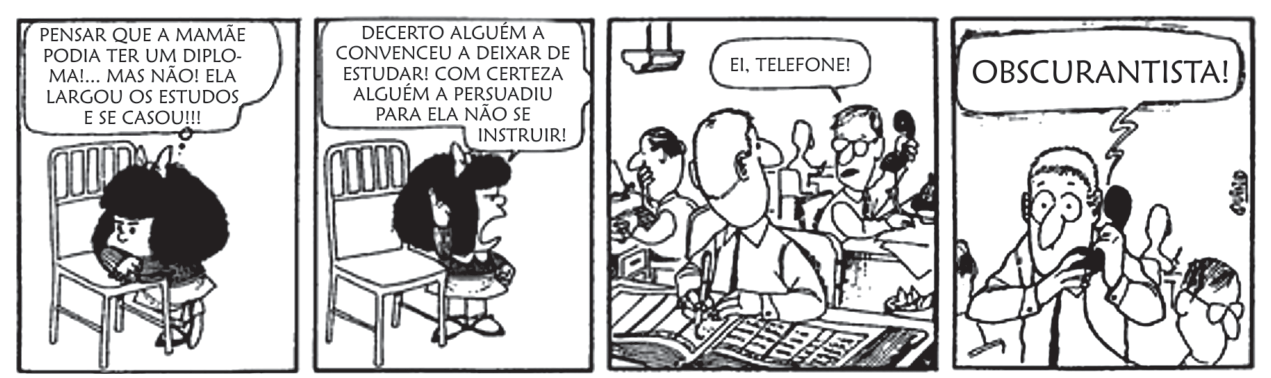 PENSAR QUE A MAMÃE
PODIA TER UM DIPLO-
MA!... MAS NÃO! ELA
LARGOU OS ESTUDOS
E SE CASOU!!!
DECERTO ALGUÉM A
CONVENCEU A DEIXAR DE
ESTUDAR! COM CERTEZA
ALGUÉM A PERSUADIU
PARA ELA NÃO SE
INSTRUIR!
EI, TELEFONE!
OBSCURANTISTA!